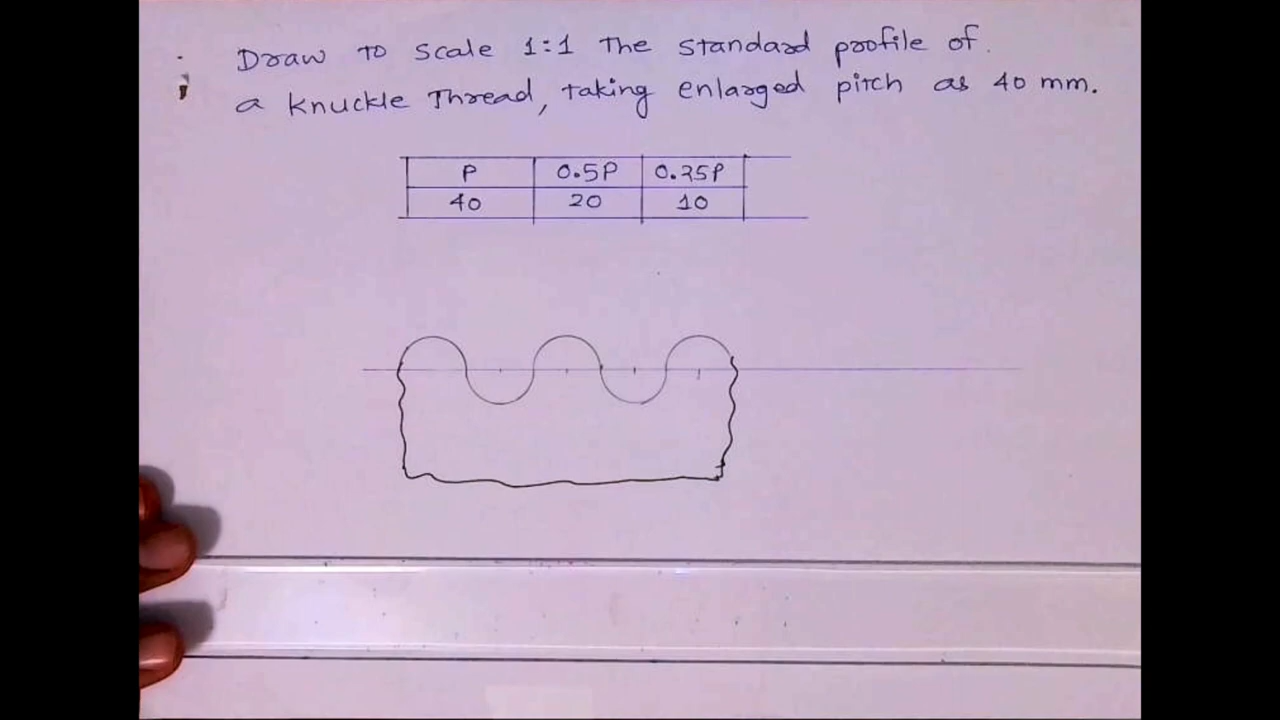 Draw to scale 1:1 the standard profile of.
a knuckle Thread, taking enlarged pitch as 40 mm.
P 0.5P 0.25P
40 20 10